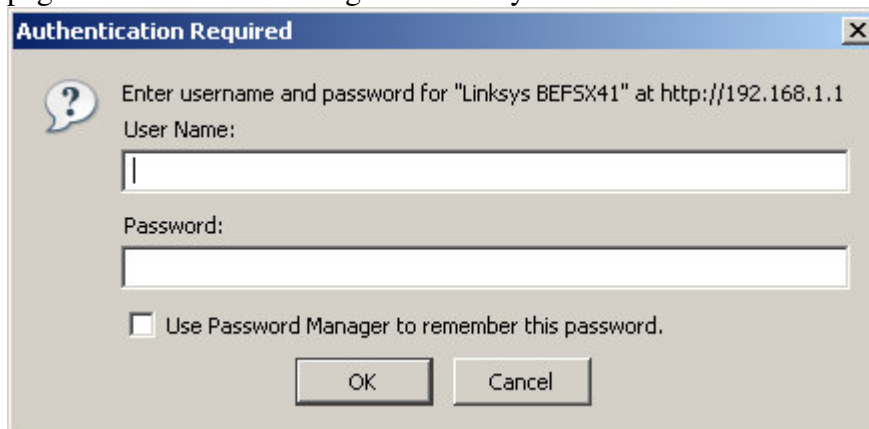 Authentication Required
Enter username and password for "Linksys BEFSX41" at http://192.168.1.1
User Name:
Password:
Use Password Manager to remember this password.
OK Cancel